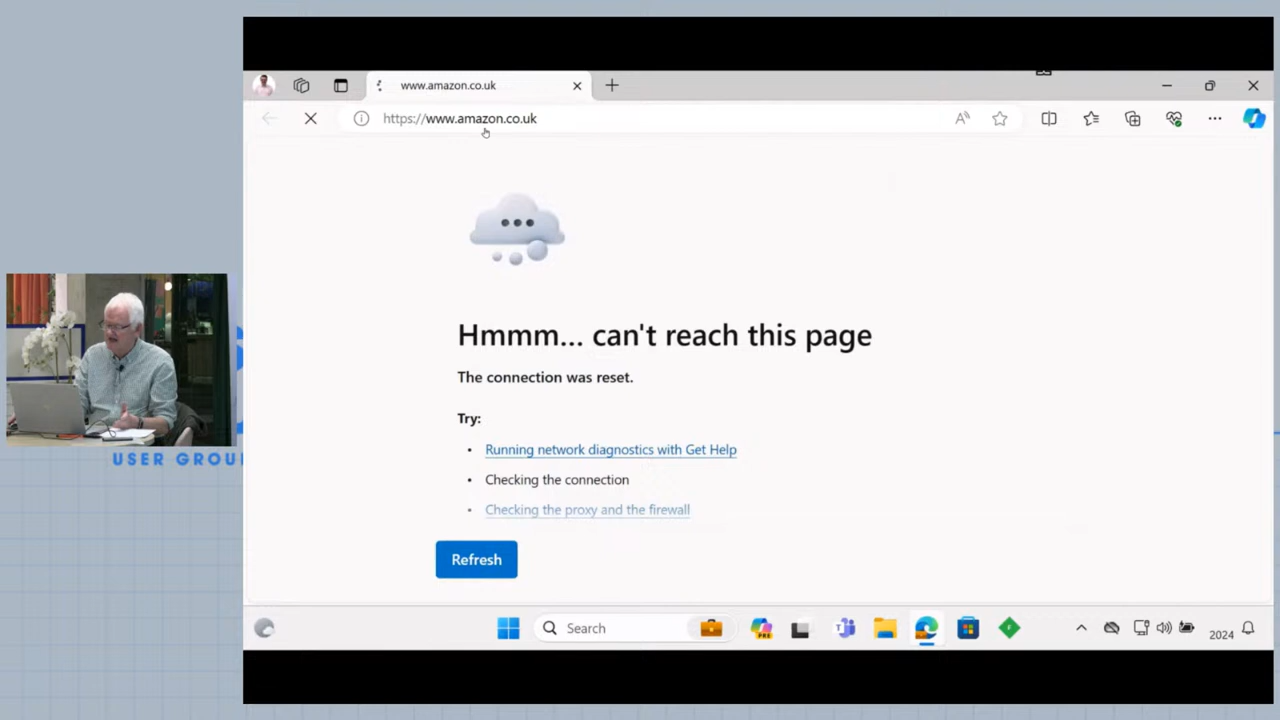 www.amazon.co.uk
https://www.amazon.co.uk
Hmmm... can't reach this page
The connection was reset.
Try:
• Running network diagnostics with Get Help
• Checking the connection
• Checking the proxy and the firewall
Refresh
Search
PRE
2024
USER GROU